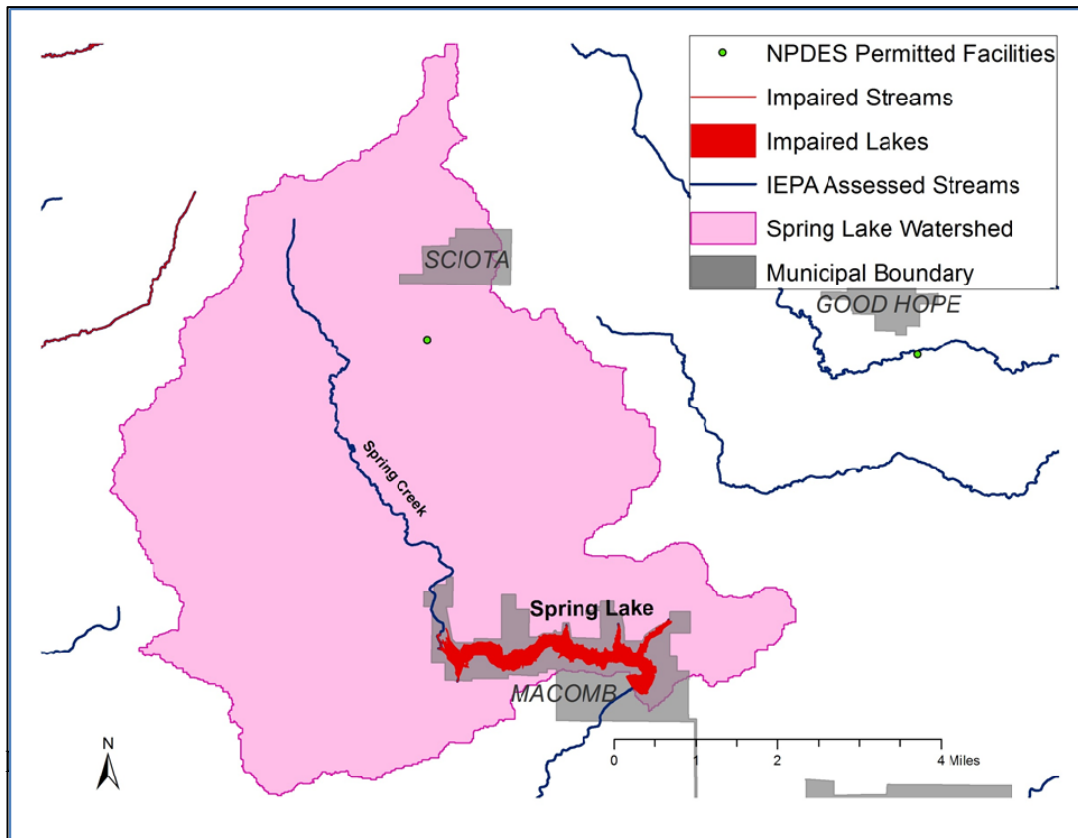 NPDES Permitted Facilities
Impaired Streams
Impaired Lakes
IEPA Assessed Streams
Spring Lake Watershed
Municipal Boundary
SCIOTA
GOOD HOPE
Spring Creek
Spring Lake
MACOMB
N
0 1 2 4 Miles